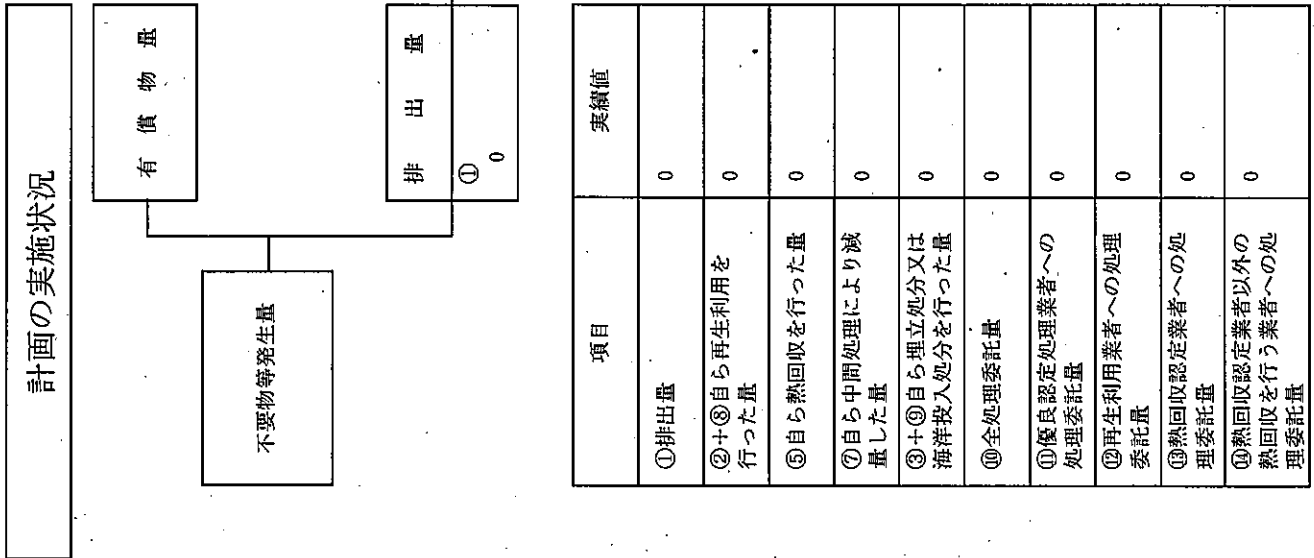 計画の実施状況
不要物等発生量
有償物量
排出量
①
0
項目
実績値
①排出量
0
②+⑧自ら再生利用を
行った量
0
⑤自ら熱回収を行った量
0
⑦自ら中間処理により減
量した量
0
③+⑨自ら埋立処分又は
海洋投入処分を行った量
0
⑩全処理委託量
0
⑪優良認定処理業者への
処理委託量
0
⑫再生利用業者への処理
委託量
0
⑬熱回収認定業者への処
理委託量
0
⑭熱回収認定業者以外の
熱回収を行う業者への処
理委託量
0